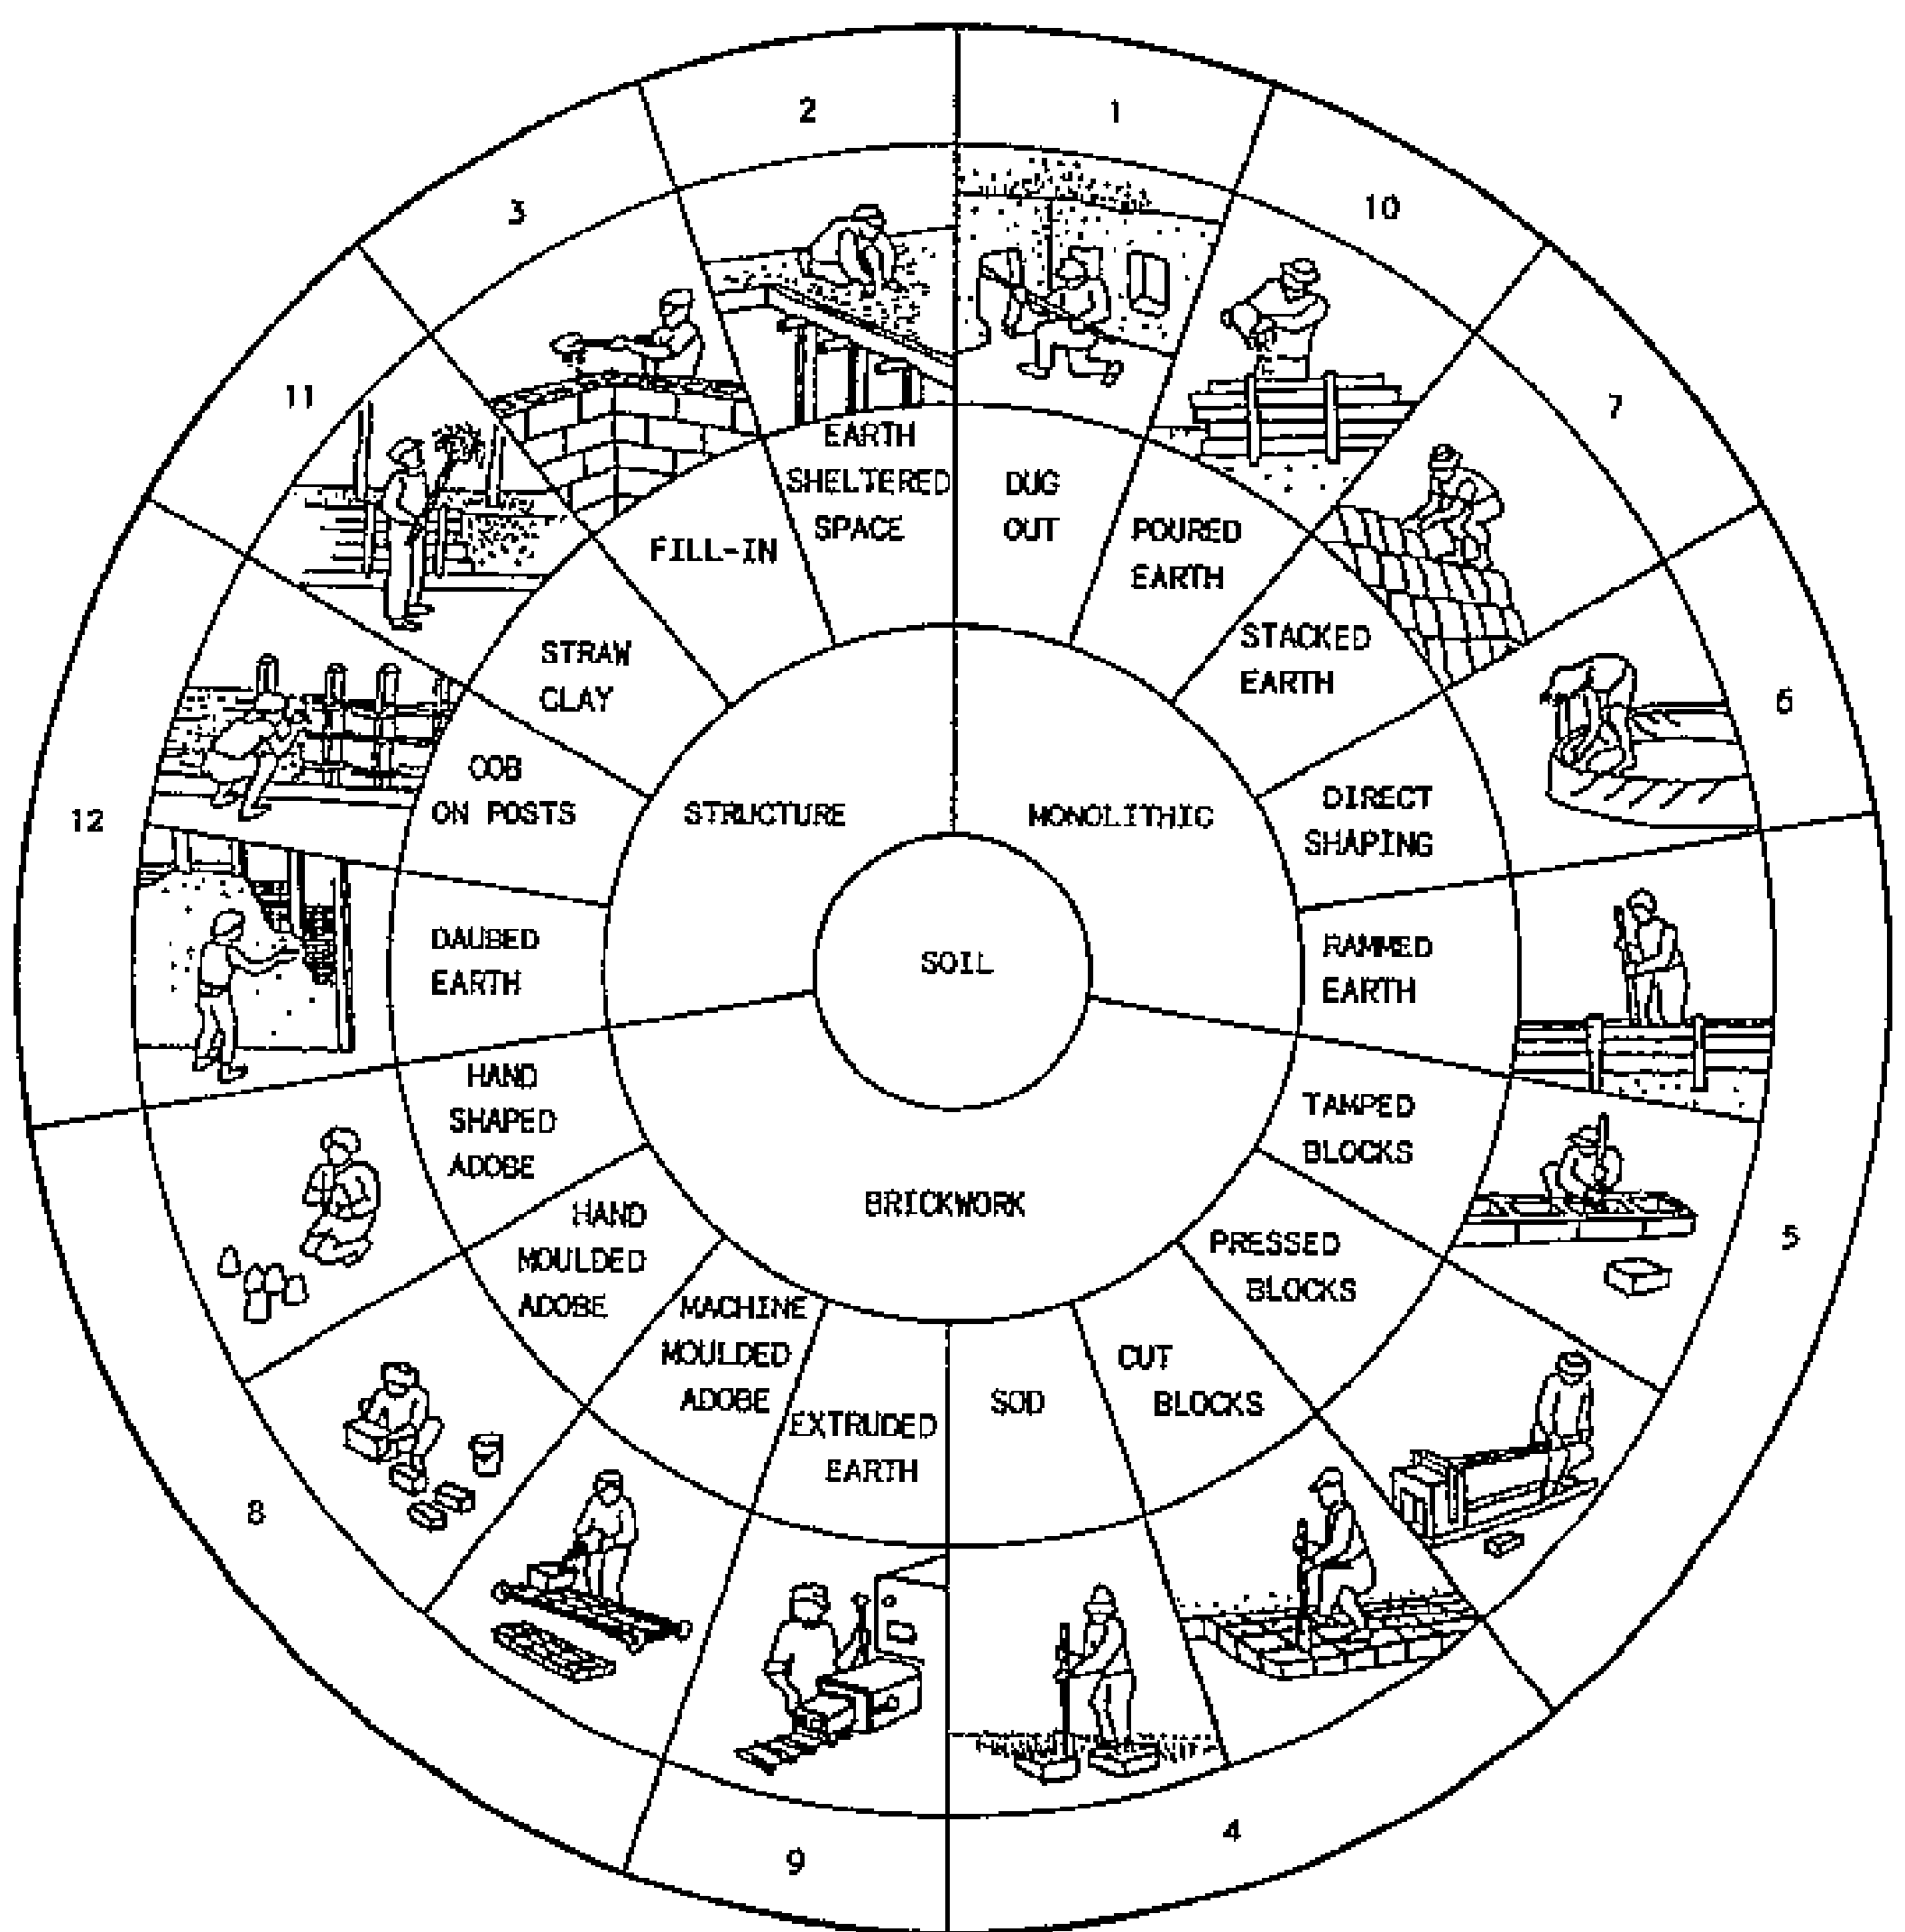 2
1
3
10
11
7
EARTH
SHELTERED
SPACE
DUG
OUT
FILL-IN
POURED
EARTH
STRAW
CLAY
STACKED
EARTH
6
COB
ON POSTS
STRUCTURE
MONOLITHIC
DIRECT
SHAPING
12
DAUBED
EARTH
SOIL
RAMMED
EARTH
HAND
SHAPED
ADOBE
TAMPED
BLOCKS
BRICKWORK
HAND
MOULDED
ADOBE
PRESSED
BLOCKS
5
MACHINE
MOULDED
ADOBE
EXTRUDED
EARTH
SOD
CUT
BLOCKS
8
9
4